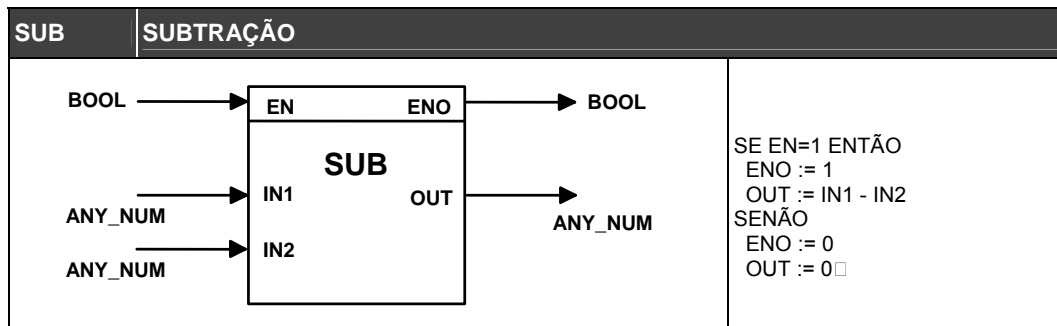 SUB SUBTRAÇÃO
BOOL EN ENO BOOL
SUB
IN1 OUT
ANY_NUM ANY_NUM
IN2
ANY_NUM
SE EN=1 ENTÃO
ENO := 1
OUT := IN1 - IN2
SENÃO
ENO := 0
OUT := 0